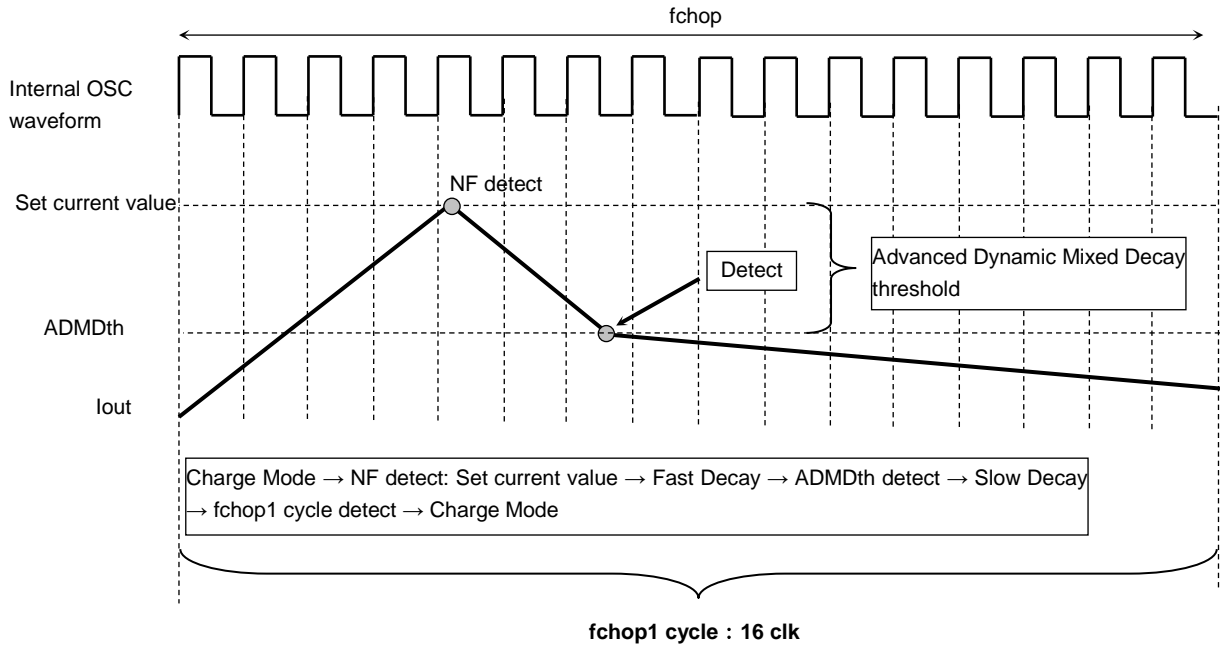 fchop
Internal OSC
waveform
NF detect
Set current value
Detect
Advanced Dynamic Mixed Decay
threshold
ADMDth
Iout
Charge Mode → NF detect: Set current value → Fast Decay → ADMDth detect → Slow Decay
→ fchop1 cycle detect → Charge Mode
fchop1 cycle : 16 clk